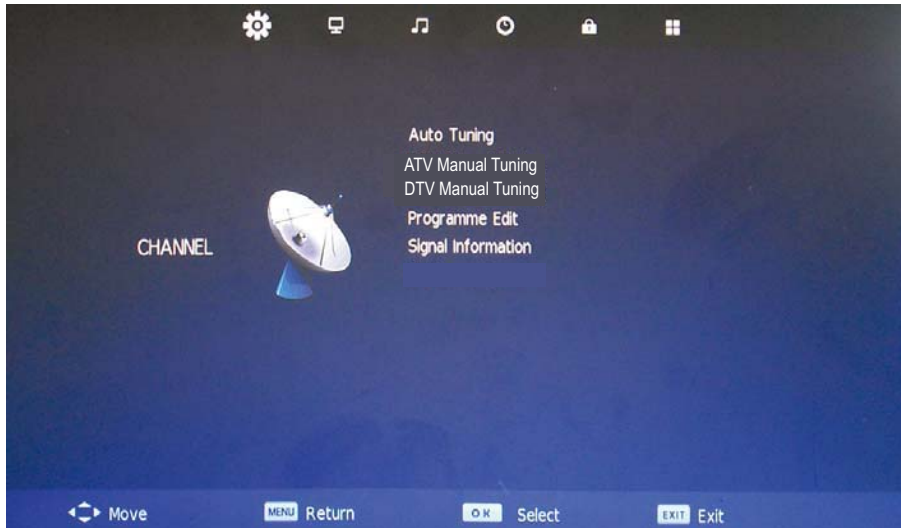 Auto Tuning
ATV Manual Tuning
DTV Manual Tuning
Programme Edit
CHANNEL
Signal Information
Move
MENU Return
OK Select
EXIT Exit